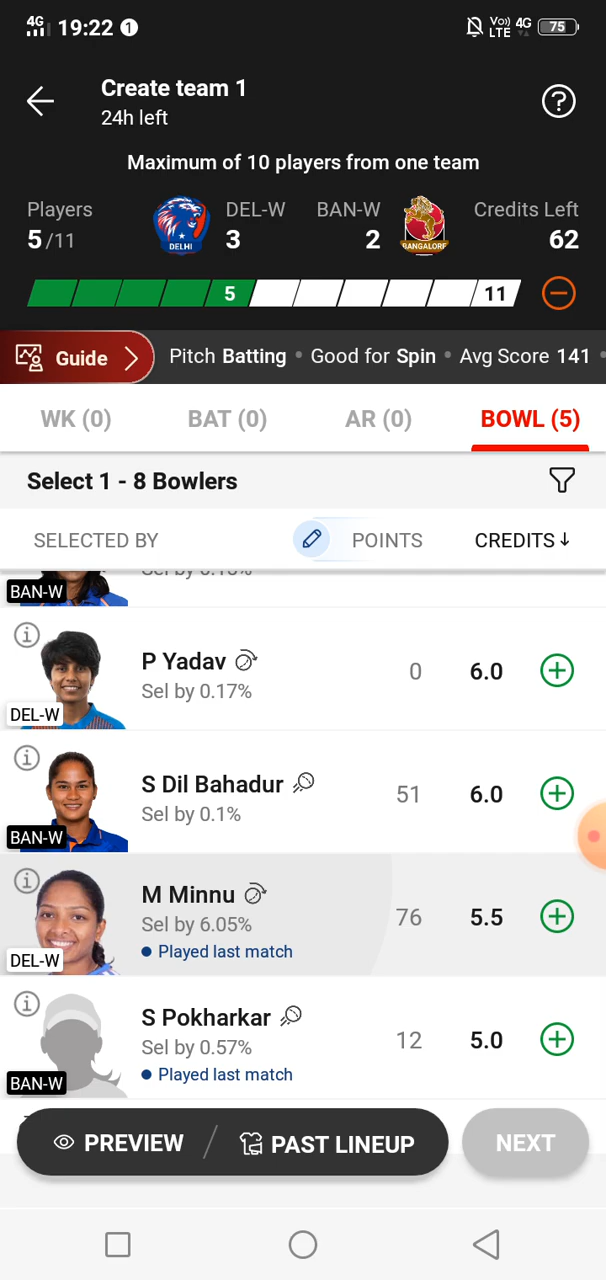 4G 19:22 1 Vo)) LTE 4G 75
Create team 1
24h left
Maximum of 10 players from one team
Players DEL-W BAN-W Credits Left
5/11 DELHI 3 2 BANGALORE 62
5 11
Guide Pitch Batting • Good for Spin • Avg Score 141 •
WK (0) BAT (0) AR (0) BOWL (5)
Select 1 - 8 Bowlers
SELECTED BY POINTS CREDITS↓
BAN-W
P Yadav 0 6.0
Sel by 0.17%
DEL-W
S Dil Bahadur 51 6.0
Sel by 0.1%
BAN-W
M Minnu 76 5.5
Sel by 6.05%
DEL-W • Played last match
S Pokharkar 12 5.0
Sel by 0.57%
BAN-W • Played last match
PREVIEW / PAST LINEUP NEXT